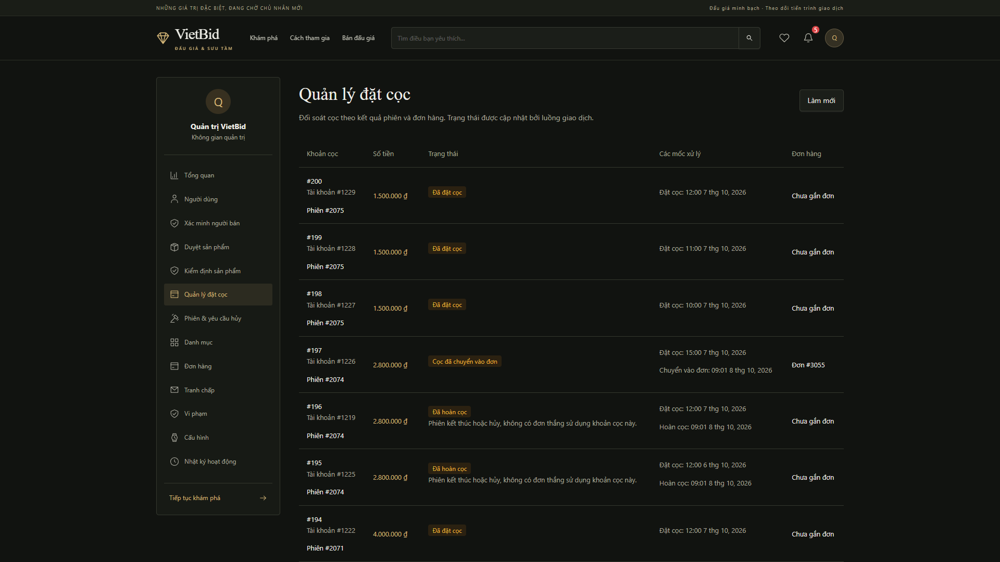 NHỮNG GIÁ TRỊ ĐẶC BIỆT, ĐANG CHỜ CHỦ NHÂN MỚI
Đấu giá minh bạch · Theo dõi tiến trình giao dịch
VietBid
ĐẤU GIÁ & SƯU TẦM
Khám phá
Cách tham gia
Bán đấu giá
Tìm điều bạn yêu thích...
5
Q
Q
Quản trị VietBid
Không gian quản trị
Tổng quan
Người dùng
Xác minh người bán
Duyệt sản phẩm
Kiểm định sản phẩm
Quản lý đặt cọc
Phiên & yêu cầu hủy
Danh mục
Đơn hàng
Tranh chấp
Vi phạm
Cấu hình
Nhật ký hoạt động
Tiếp tục khám phá
Quản lý đặt cọc
Làm mới
Đối soát cọc theo kết quả phiên và đơn hàng. Trạng thái được cập nhật bởi luồng giao dịch.
Khoản cọc Số tiền Trạng thái Các mốc xử lý Đơn hàng
#200
Tài khoản #1229
Phiên #2075
1.500.000 ₫
Đã đặt cọc
Đặt cọc: 12:00 7 thg 10, 2026
Chưa gắn đơn
#199
Tài khoản #1228
Phiên #2075
1.500.000 ₫
Đã đặt cọc
Đặt cọc: 11:00 7 thg 10, 2026
Chưa gắn đơn
#198
Tài khoản #1227
Phiên #2075
1.500.000 ₫
Đã đặt cọc
Đặt cọc: 10:00 7 thg 10, 2026
Chưa gắn đơn
#197
Tài khoản #1226
Phiên #2074
2.800.000 ₫
Cọc đã chuyển vào đơn
Đặt cọc: 15:00 7 thg 10, 2026
Chuyển vào đơn: 09:01 8 thg 10, 2026
Đơn #3055
#196
Tài khoản #1219
Phiên #2074
2.800.000 ₫
Đã hoàn cọc
Phiên kết thúc hoặc hủy, không có đơn thắng sử dụng khoản cọc này.
Đặt cọc: 12:00 7 thg 10, 2026
Hoàn cọc: 09:01 8 thg 10, 2026
Chưa gắn đơn
#195
Tài khoản #1225
Phiên #2074
2.800.000 ₫
Đã hoàn cọc
Phiên kết thúc hoặc hủy, không có đơn thắng sử dụng khoản cọc này.
Đặt cọc: 12:00 6 thg 10, 2026
Hoàn cọc: 09:01 8 thg 10, 2026
Chưa gắn đơn
#194
Tài khoản #1222
Phiên #2071
4.000.000 ₫
Đã đặt cọc
Đặt cọc: 12:00 7 thg 10, 2026
Chưa gắn đơn